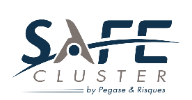 SAFE
CLUSTER
by Pegase & Risques